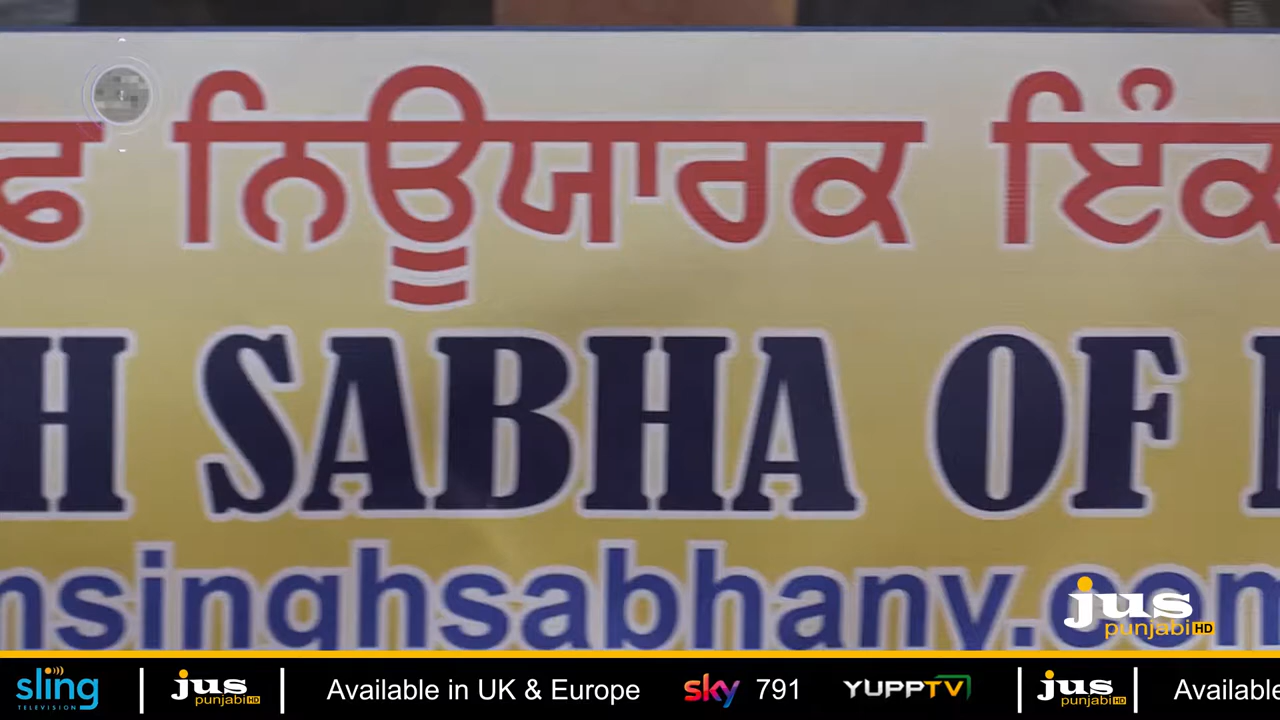 ਨਿਊਯਾਰਕ
SABHA OF
nsinghsabhany.com
jus
punjabi HD
sling TELEVISION jus punjabi HD Available in UK & Europe sky 791 YUPPTV jus punjabi HD Available